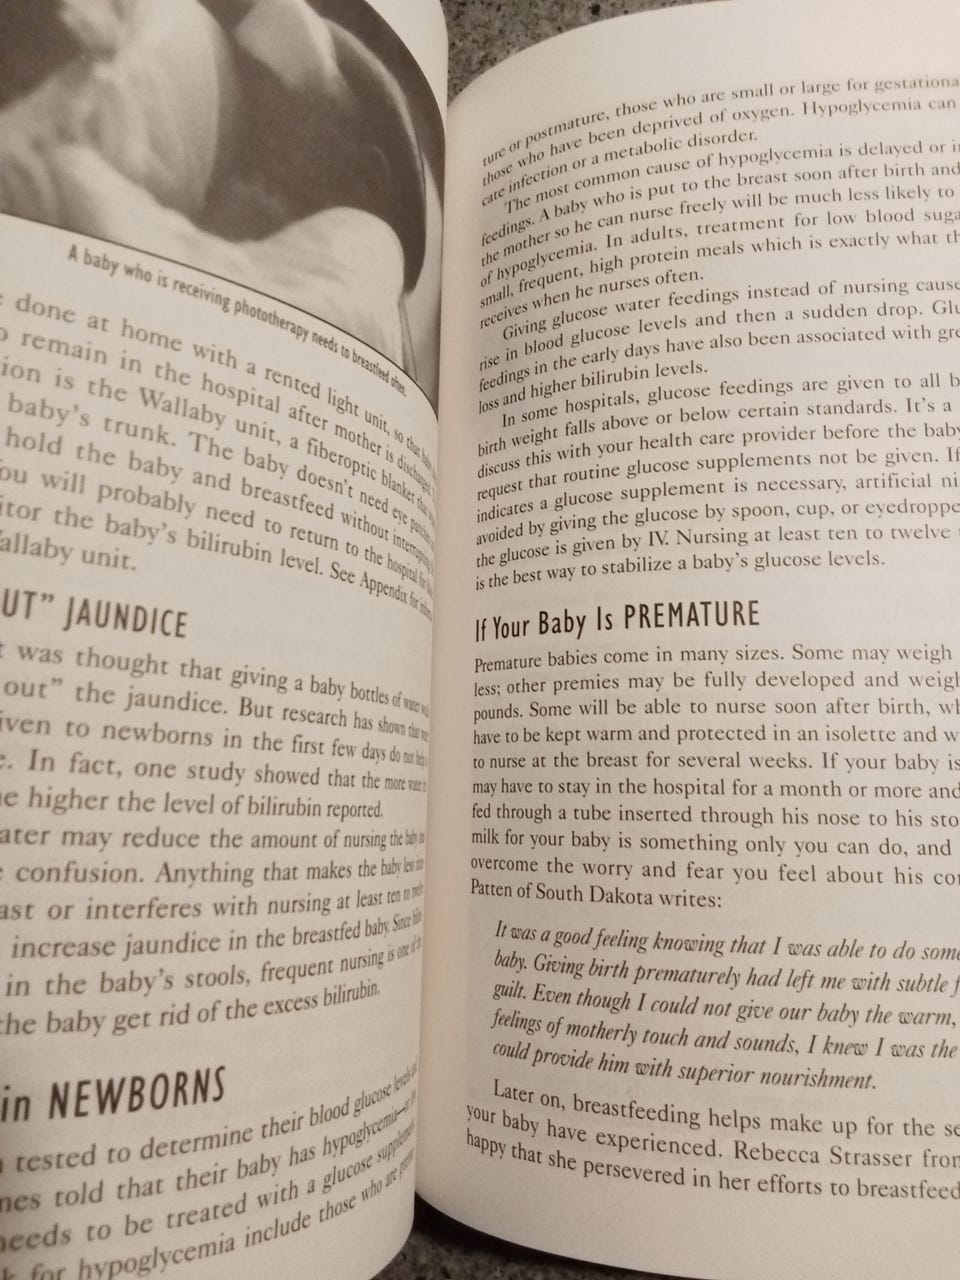 A baby who is receiving phototherapy needs to breastfeed often.
done at home with a rented light unit, so that
remain in the hospital after mother is discharged
is the Wallaby unit, a fiberoptic blanket that
baby's trunk. The baby doesn't need eye patches
hold the baby and breastfeed without interrupting
ou will probably need to return to the hospital for
itor the baby's bilirubin level. See Appendix for
allaby unit.
UT" JAUNDICE
was thought that giving a baby bottles of water
out" the jaundice. But research has shown that
iven to newborns in the first few days do not
e. In fact, one study showed that the more water
he higher the level of bilirubin reported.
ater may reduce the amount of nursing the baby
confusion. Anything that makes the baby less
ast or interferes with nursing at least ten to
increase jaundice in the breastfed baby. Since
in the baby's stools, frequent nursing is one of
the baby get rid of the excess bilirubin.
in NEWBORNS
tested to determine their blood glucose levels
mes told that their baby has hypoglycemia—
needs to be treated with a glucose
k for hypoglycemia include those who are
ture or postmature, those who are small or large for gestationa
those who have been deprived of oxygen. Hypoglycemia can
cate infection or a metabolic disorder.
The most common cause of hypoglycemia is delayed or i
feedings. A baby who is put to the breast soon after birth and
the mother so he can nurse freely will be much less likely to
of hypoglycemia. In adults, treatment for low blood suga
small, frequent, high protein meals which is exactly what th
receives when he nurses often.
Giving glucose water feedings instead of nursing cause
rise in blood glucose levels and then a sudden drop. Glu
feedings in the early days have also been associated with gre
loss and higher bilirubin levels.
In some hospitals, glucose feedings are given to all b
birth weight falls above or below certain standards. It's a
discuss this with your health care provider before the baby
request that routine glucose supplements not be given. If
indicates a glucose supplement is necessary, artificial ni
avoided by giving the glucose by spoon, cup, or eyedroppe
the glucose is given by IV. Nursing at least ten to twelve
is the best way to stabilize a baby's glucose levels.
If Your Baby Is PREMATURE
Premature babies come in many sizes. Some may weigh
less; other premies may be fully developed and weigh
pounds. Some will be able to nurse soon after birth, wh
have to be kept warm and protected in an isolette and w
to nurse at the breast for several weeks. If your baby is
may have to stay in the hospital for a month or more and
fed through a tube inserted through his nose to his sto
milk for your baby is something only you can do, and
overcome the worry and fear you feel about his co
Patten of South Dakota writes:
It was a good feeling knowing that I was able to do some
baby. Giving birth prematurely had left me with subtle f
guilt. Even though I could not give our baby the warm,
feelings of motherly touch and sounds, I knew I was the
could provide him with superior nourishment.
Later on, breastfeeding helps make up for the se
your baby have experienced. Rebecca Strasser fro
happy that she persevered in her efforts to breastfeed